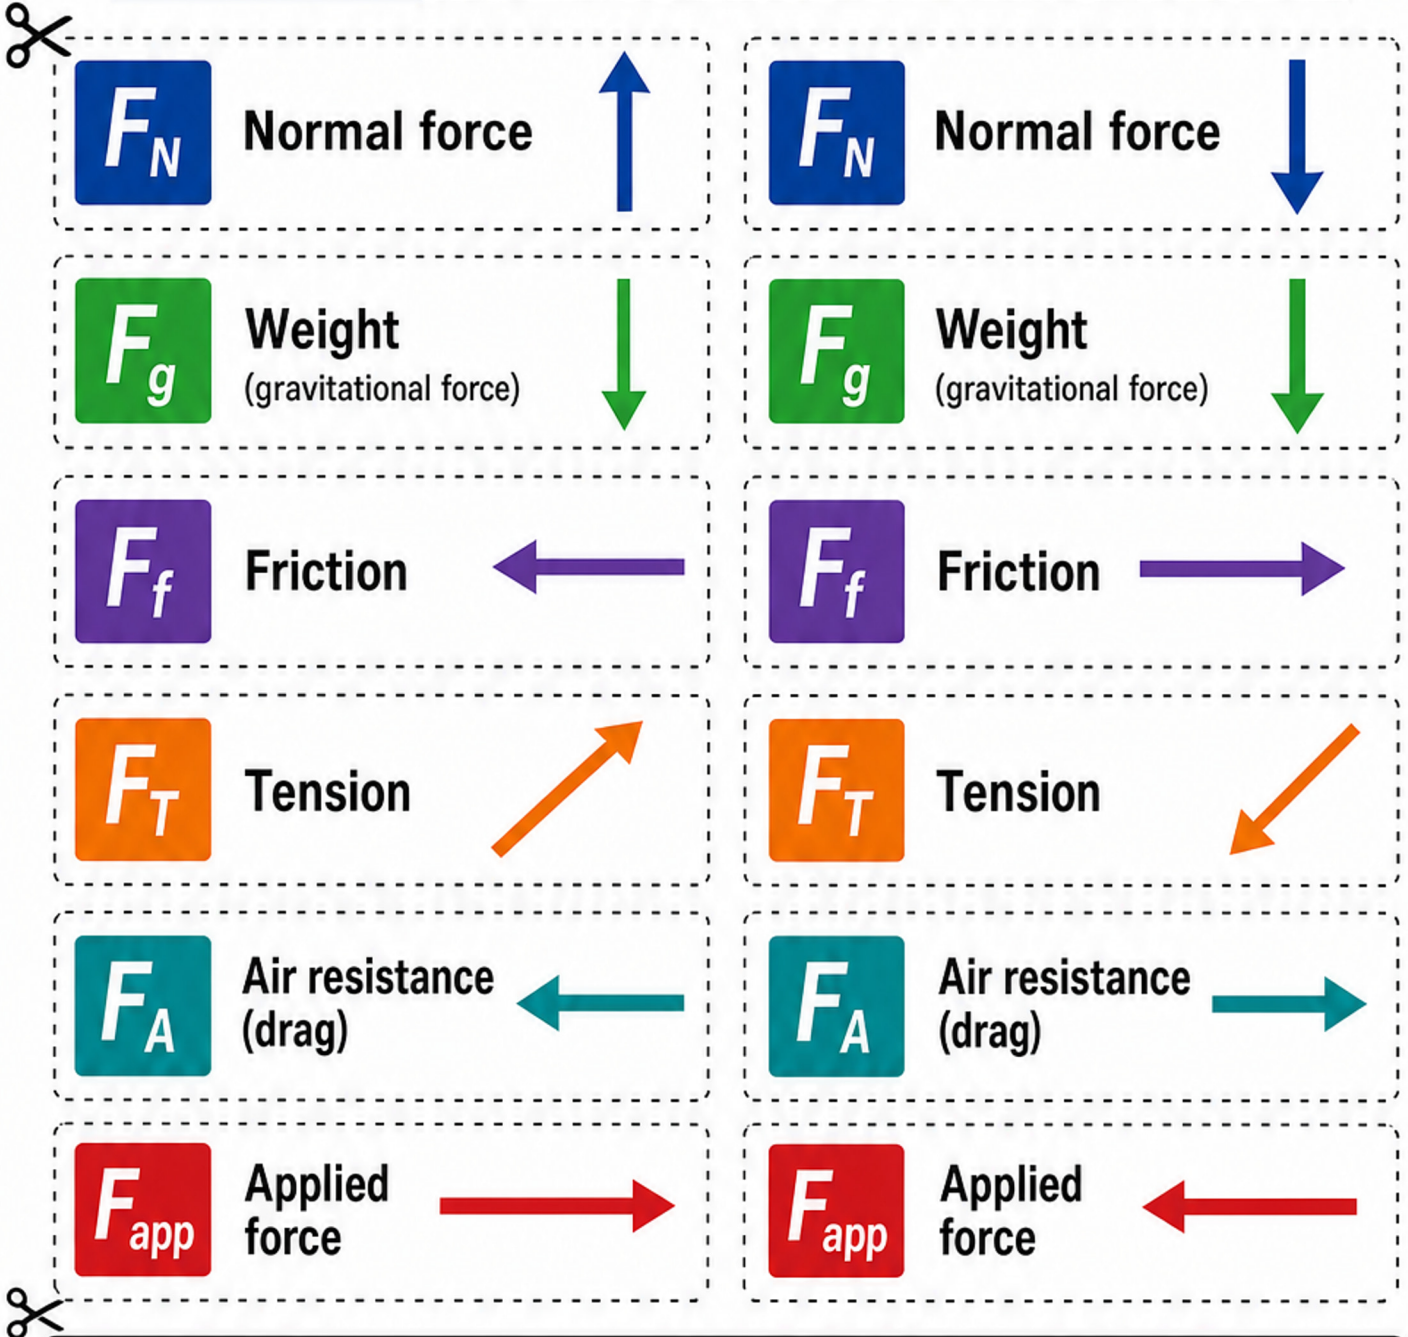 F_N Normal force
F_N Normal force
F_g Weight
(gravitational force)
F_g Weight
(gravitational force)
F_f Friction
F_f Friction
F_T Tension
F_T Tension
F_A Air resistance
(drag)
F_A Air resistance
(drag)
F_app Applied
force
F_app Applied
force